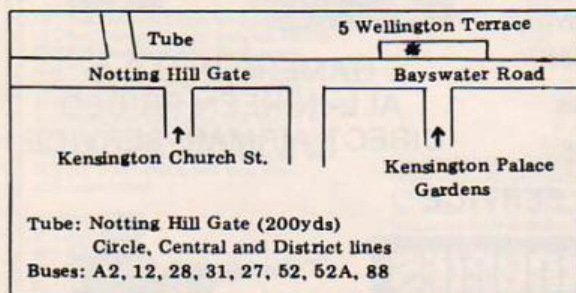 Tube
5 Wellington Terrace
Notting Hill Gate
Bayswater Road
Kensington Church St.
Kensington Palace
Gardens
Tube: Notting Hill Gate (200yds)
Circle, Central and District lines
Buses: A2, 12, 28, 31, 27, 52, 52A, 88